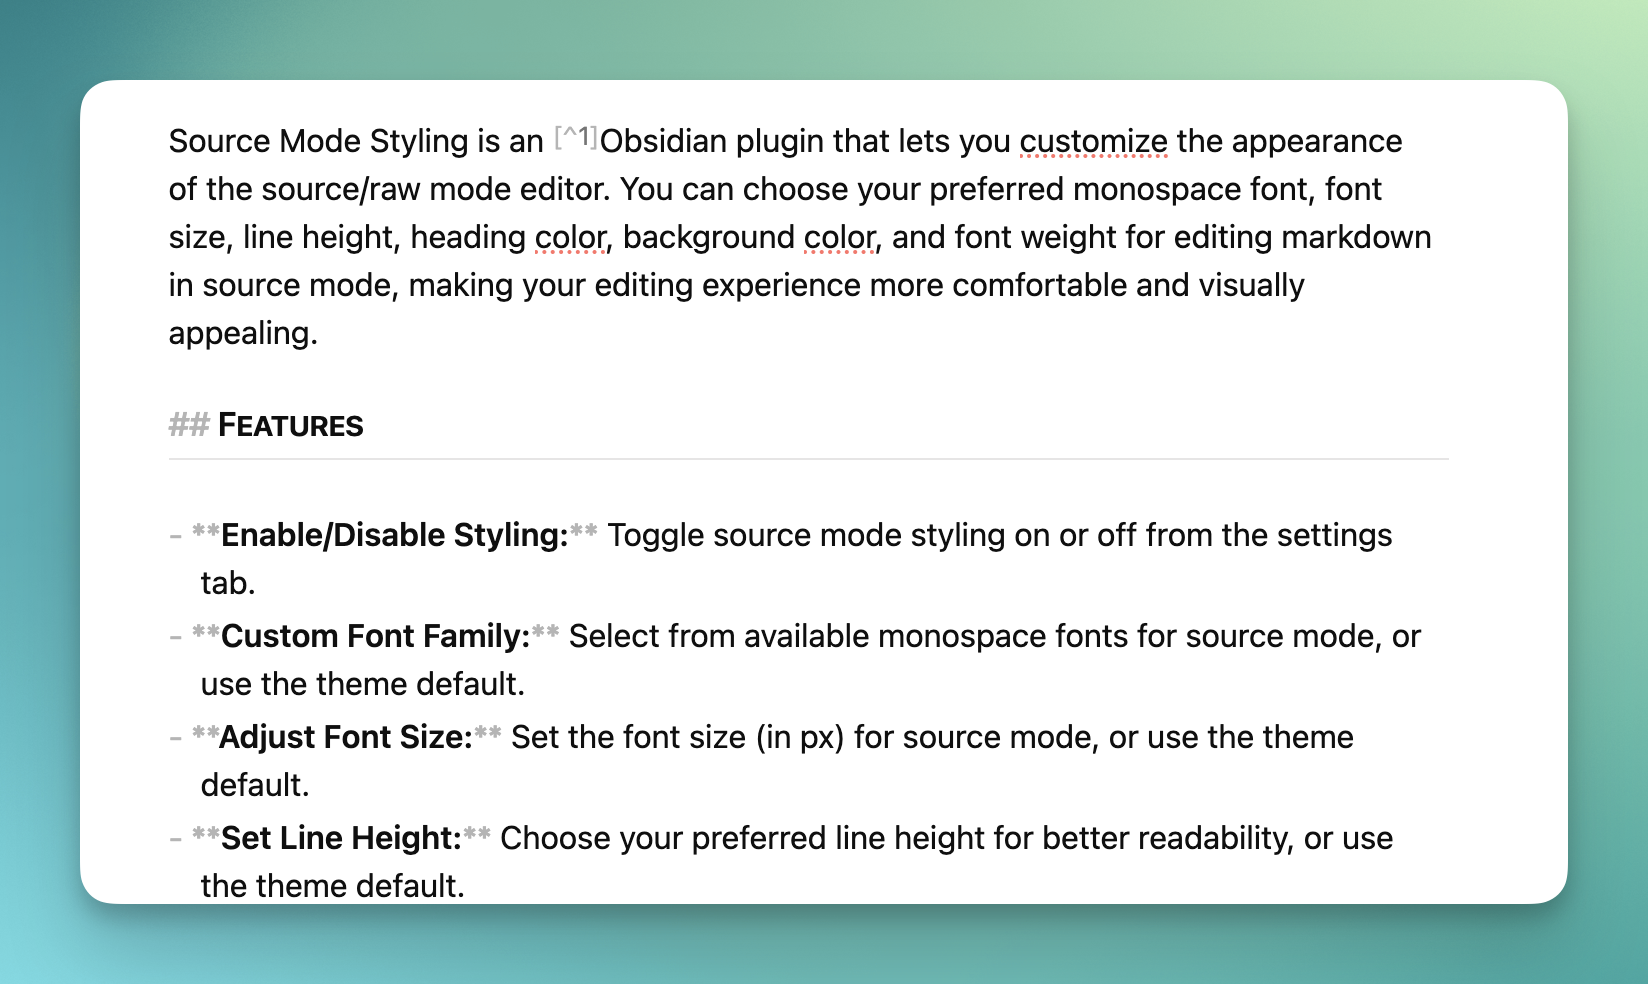 Source Mode Styling is an [^1]Obsidian plugin that lets you customize the appearance
of the source/raw mode editor. You can choose your preferred monospace font, font
size, line height, heading color, background color, and font weight for editing markdown
in source mode, making your editing experience more comfortable and visually
appealing.
## FEATURES
- **Enable/Disable Styling:** Toggle source mode styling on or off from the settings
tab.
- **Custom Font Family:** Select from available monospace fonts for source mode, or
use the theme default.
- **Adjust Font Size:** Set the font size (in px) for source mode, or use the theme
default.
- **Set Line Height:** Choose your preferred line height for better readability, or use
the theme default.